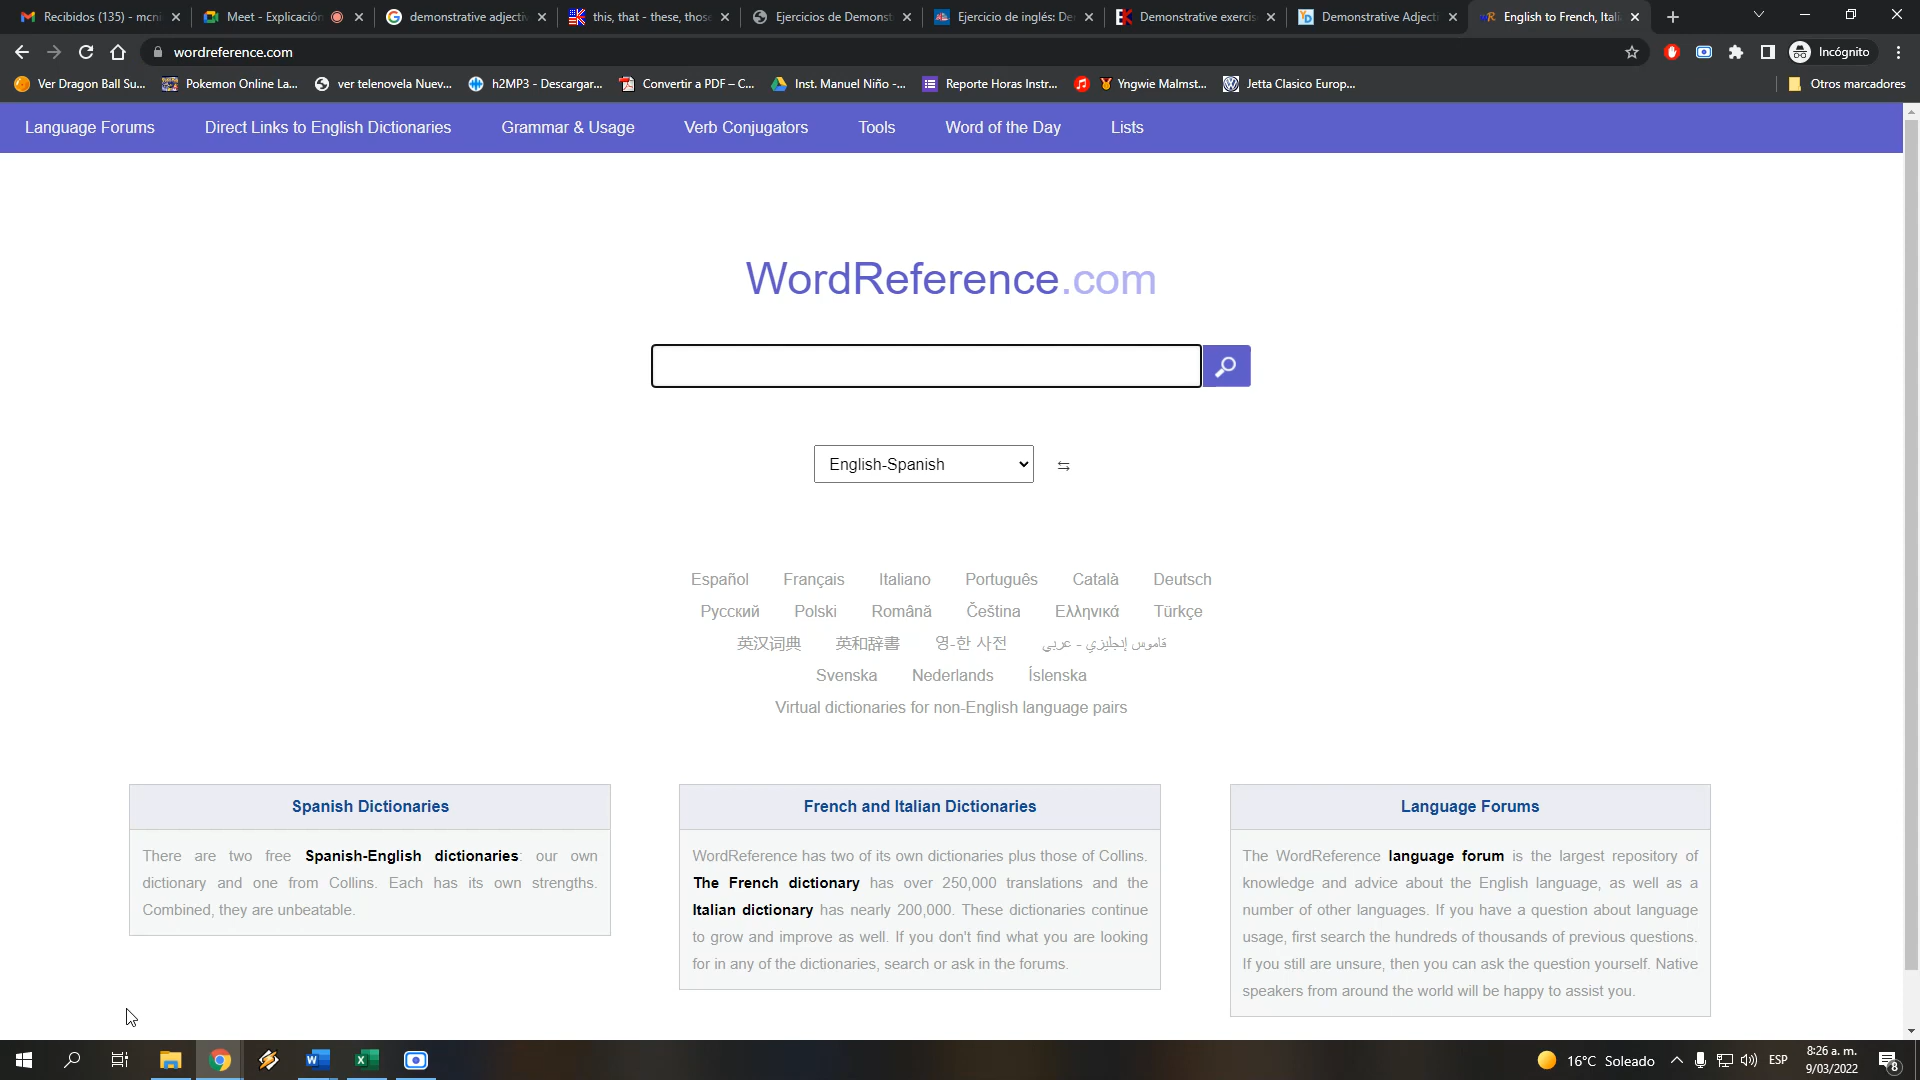 Recibidos (135) - mcni
Meet - Explicación
demonstrative adjectiv
this, that - these, thos
Ejercicios de Demonst
Ejercicio de inglés: De
Demonstrative exercis
Demonstrative Adjecti
English to French, Itali
wordreference.com
Incógnito
Ver Dragon Ball Su...
Pokemon Online La...
ver telenovela Nuev...
h2MP3 - Descargar...
Convertir a PDF – C...
Inst. Manuel Niño -...
Reporte Horas Instr...
Yngwie Malmst...
Jetta Clasico Europ...
Otros marcadores
Language Forums
Direct Links to English Dictionaries
Grammar & Usage
Verb Conjugators
Tools
Word of the Day
Lists
WordReference.com
English-Spanish
Español Français Italiano Português Català Deutsch
Русский Polski Română Čeština Ελληνικά Türkçe
英汉词典 英和辞書 영-한 사전 قاموس إنجليزي - عربي
Svenska Nederlands Íslenska
Virtual dictionaries for non-English language pairs
Spanish Dictionaries
There are two free Spanish-English dictionaries: our own
dictionary and one from Collins. Each has its own strengths.
Combined, they are unbeatable.
French and Italian Dictionaries
WordReference has two of its own dictionaries plus those of Collins.
The French dictionary has over 250,000 translations and the
Italian dictionary has nearly 200,000. These dictionaries continue
to grow and improve as well. If you don't find what you are looking
for in any of the dictionaries, search or ask in the forums.
Language Forums
The WordReference language forum is the largest repository of
knowledge and advice about the English language, as well as a
number of other languages. If you have a question about language
usage, first search the hundreds of thousands of previous questions.
If you still are unsure, then you can ask the question yourself. Native
speakers from around the world will be happy to assist you.
16°C Soleado
ESP
8:26 a. m.
9/03/2022
8